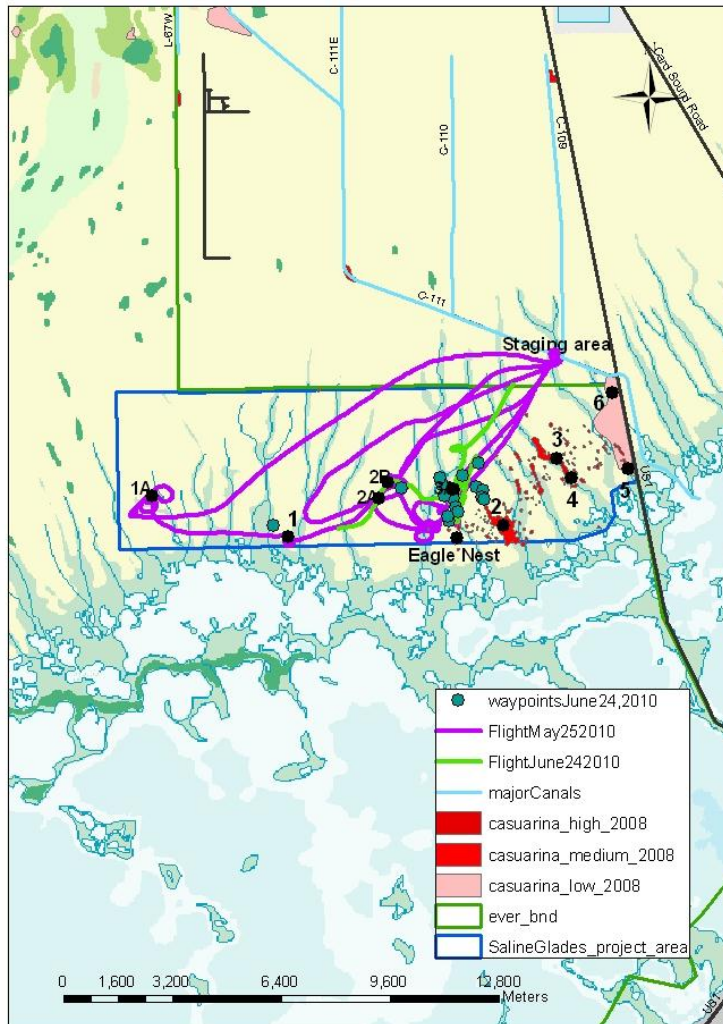 L-67W
C-111E
C-110
C-109
Card Sound Road
C-111
Staging area
6
3
2B
1A
2A
3
4
5
US1
1
2
Eagle Nest
waypointsJune24,2010
FlightMay252010
FlightJune242010
majorCanals
casuarina_high_2008
casuarina_medium_2008
casuarina_low_2008
ever_bnd
SalineGlades_project_area
0 1,600 3,200 6,400 9,600 12,800
Meters
US1